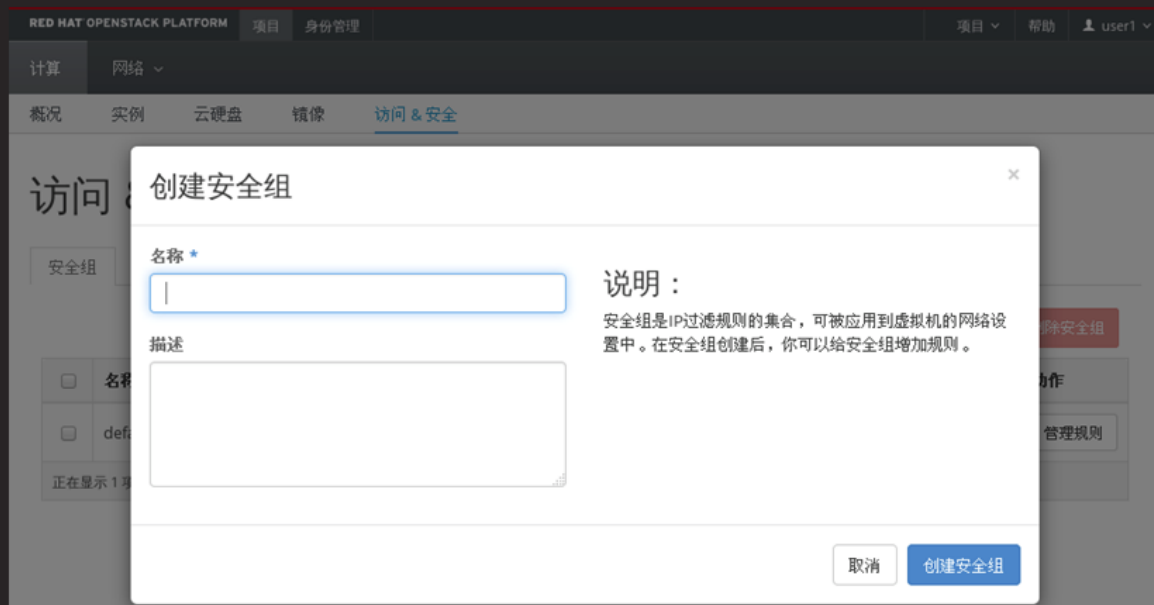 RED HAT OPENSTACK PLATFORM 项目 身份管理 项目 帮助 user1
计算 网络
概况 实例 云硬盘 镜像 访问 & 安全
访问
创建安全组 ×
安全组
名称 *
说明：
安全组是IP过滤规则的集合，可被应用到虚拟机的网络设
置中。在安全组创建后，你可以给安全组增加规则。
除安全组
描述
名称 动作
defa 管理规则
正在显示 1 项
取消 创建安全组